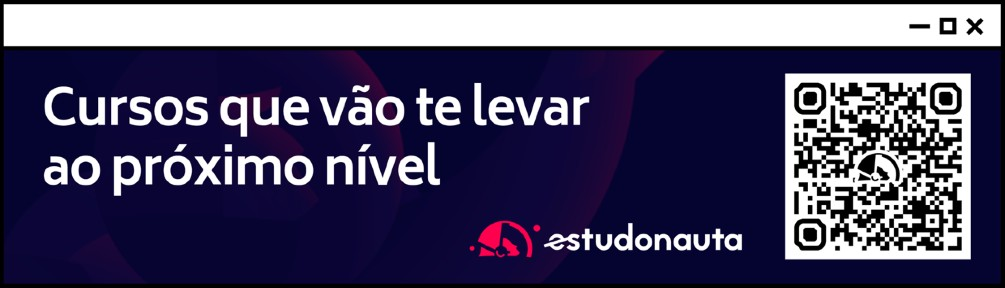 Cursos que vão te levar
ao próximo nível
estudonauta